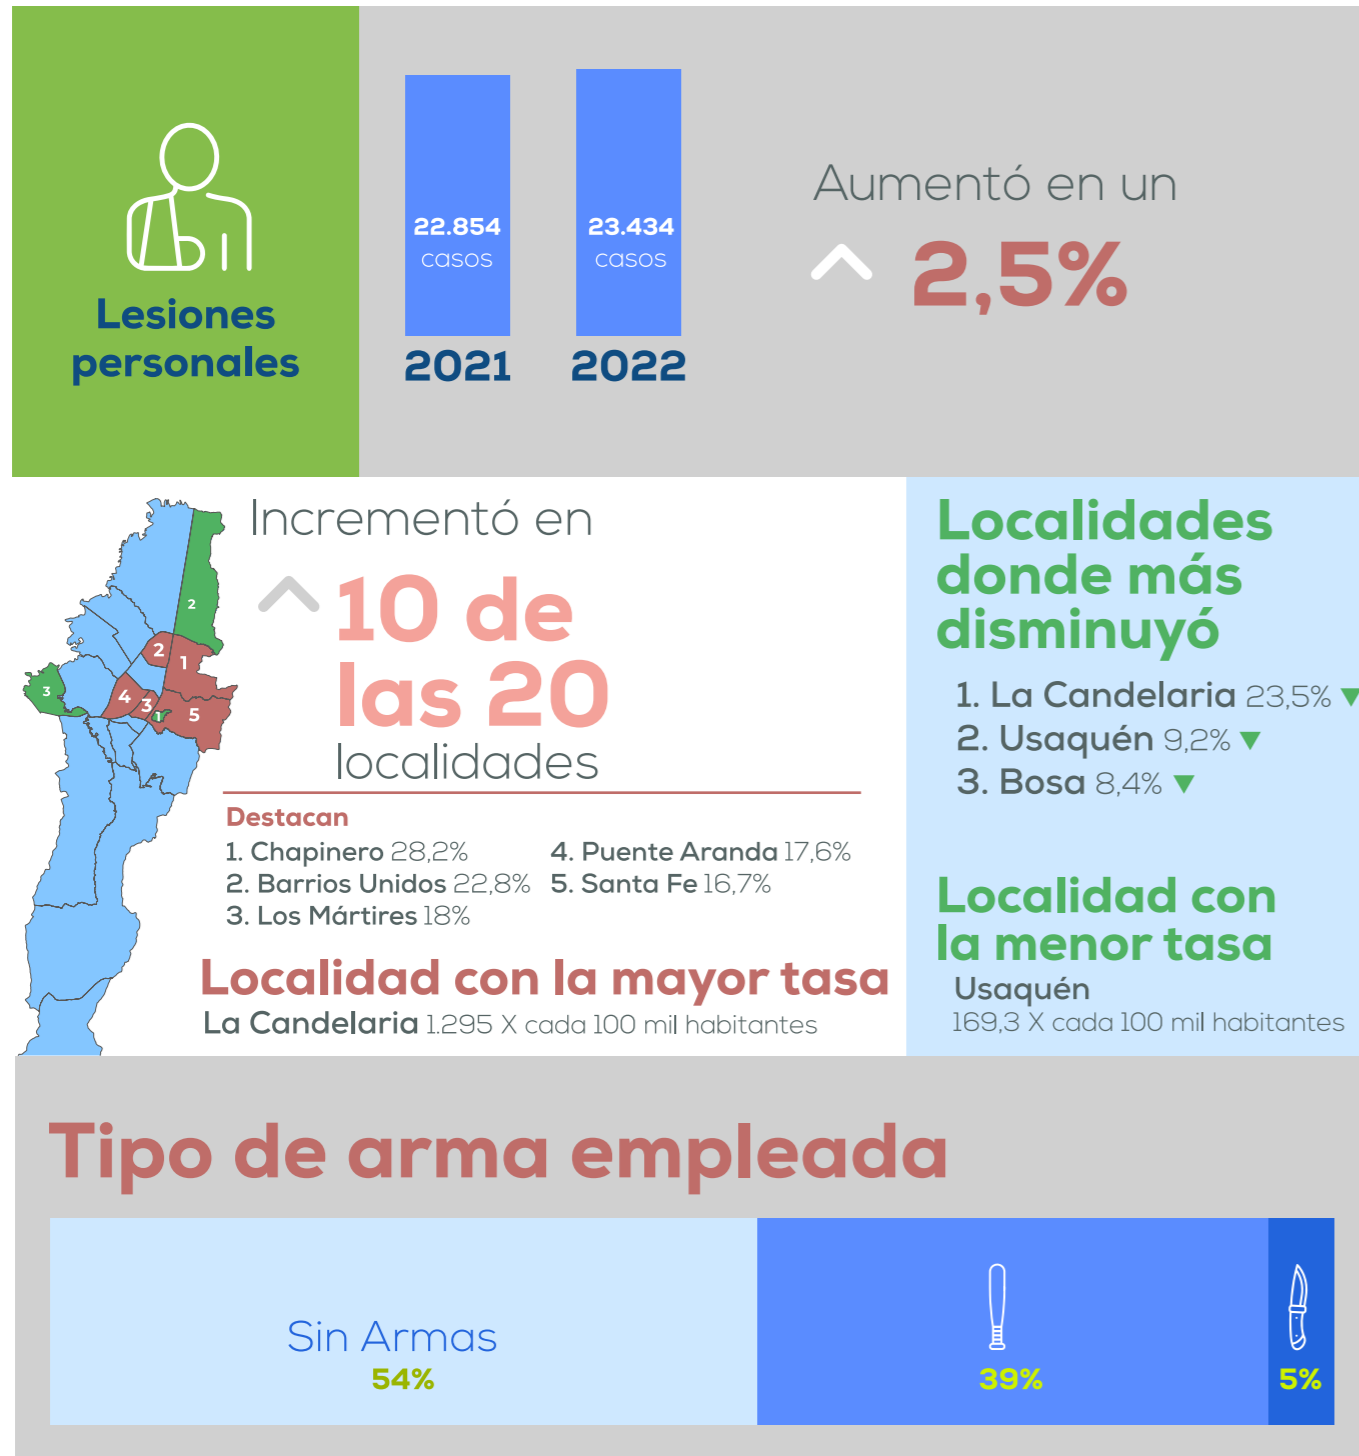 Lesiones
personales
22.854
casos
2021
23.434
casos
2022
Aumentó en un
2,5%
2
2
1
3
4
3
1
5
Incrementó en
10 de
las 20
localidades
Destacan
1. Chapinero 28,2%
2. Barrios Unidos 22,8%
3. Los Mártires 18%
4. Puente Aranda 17,6%
5. Santa Fe 16,7%
Localidad con la mayor tasa
La Candelaria 1.295 X cada 100 mil habitantes
Localidades
donde más
disminuyó
1. La Candelaria 23,5%
2. Usaquén 9,2%
3. Bosa 8,4%
Localidad con
la menor tasa
Usaquén
169,3 X cada 100 mil habitantes
Tipo de arma empleada
Sin Armas
54%
39%
5%